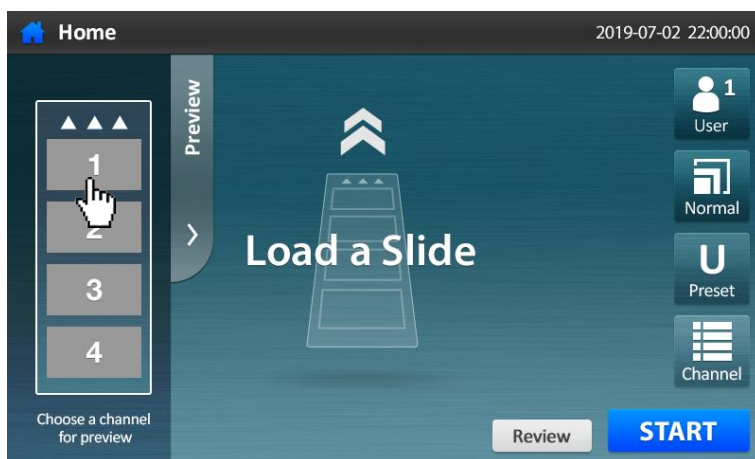 Home
2019-07-02 22:00:00
Preview
1
2
3
4
Choose a channel
for preview
Load a Slide
1
User
Normal
U
Preset
Channel
Review
START